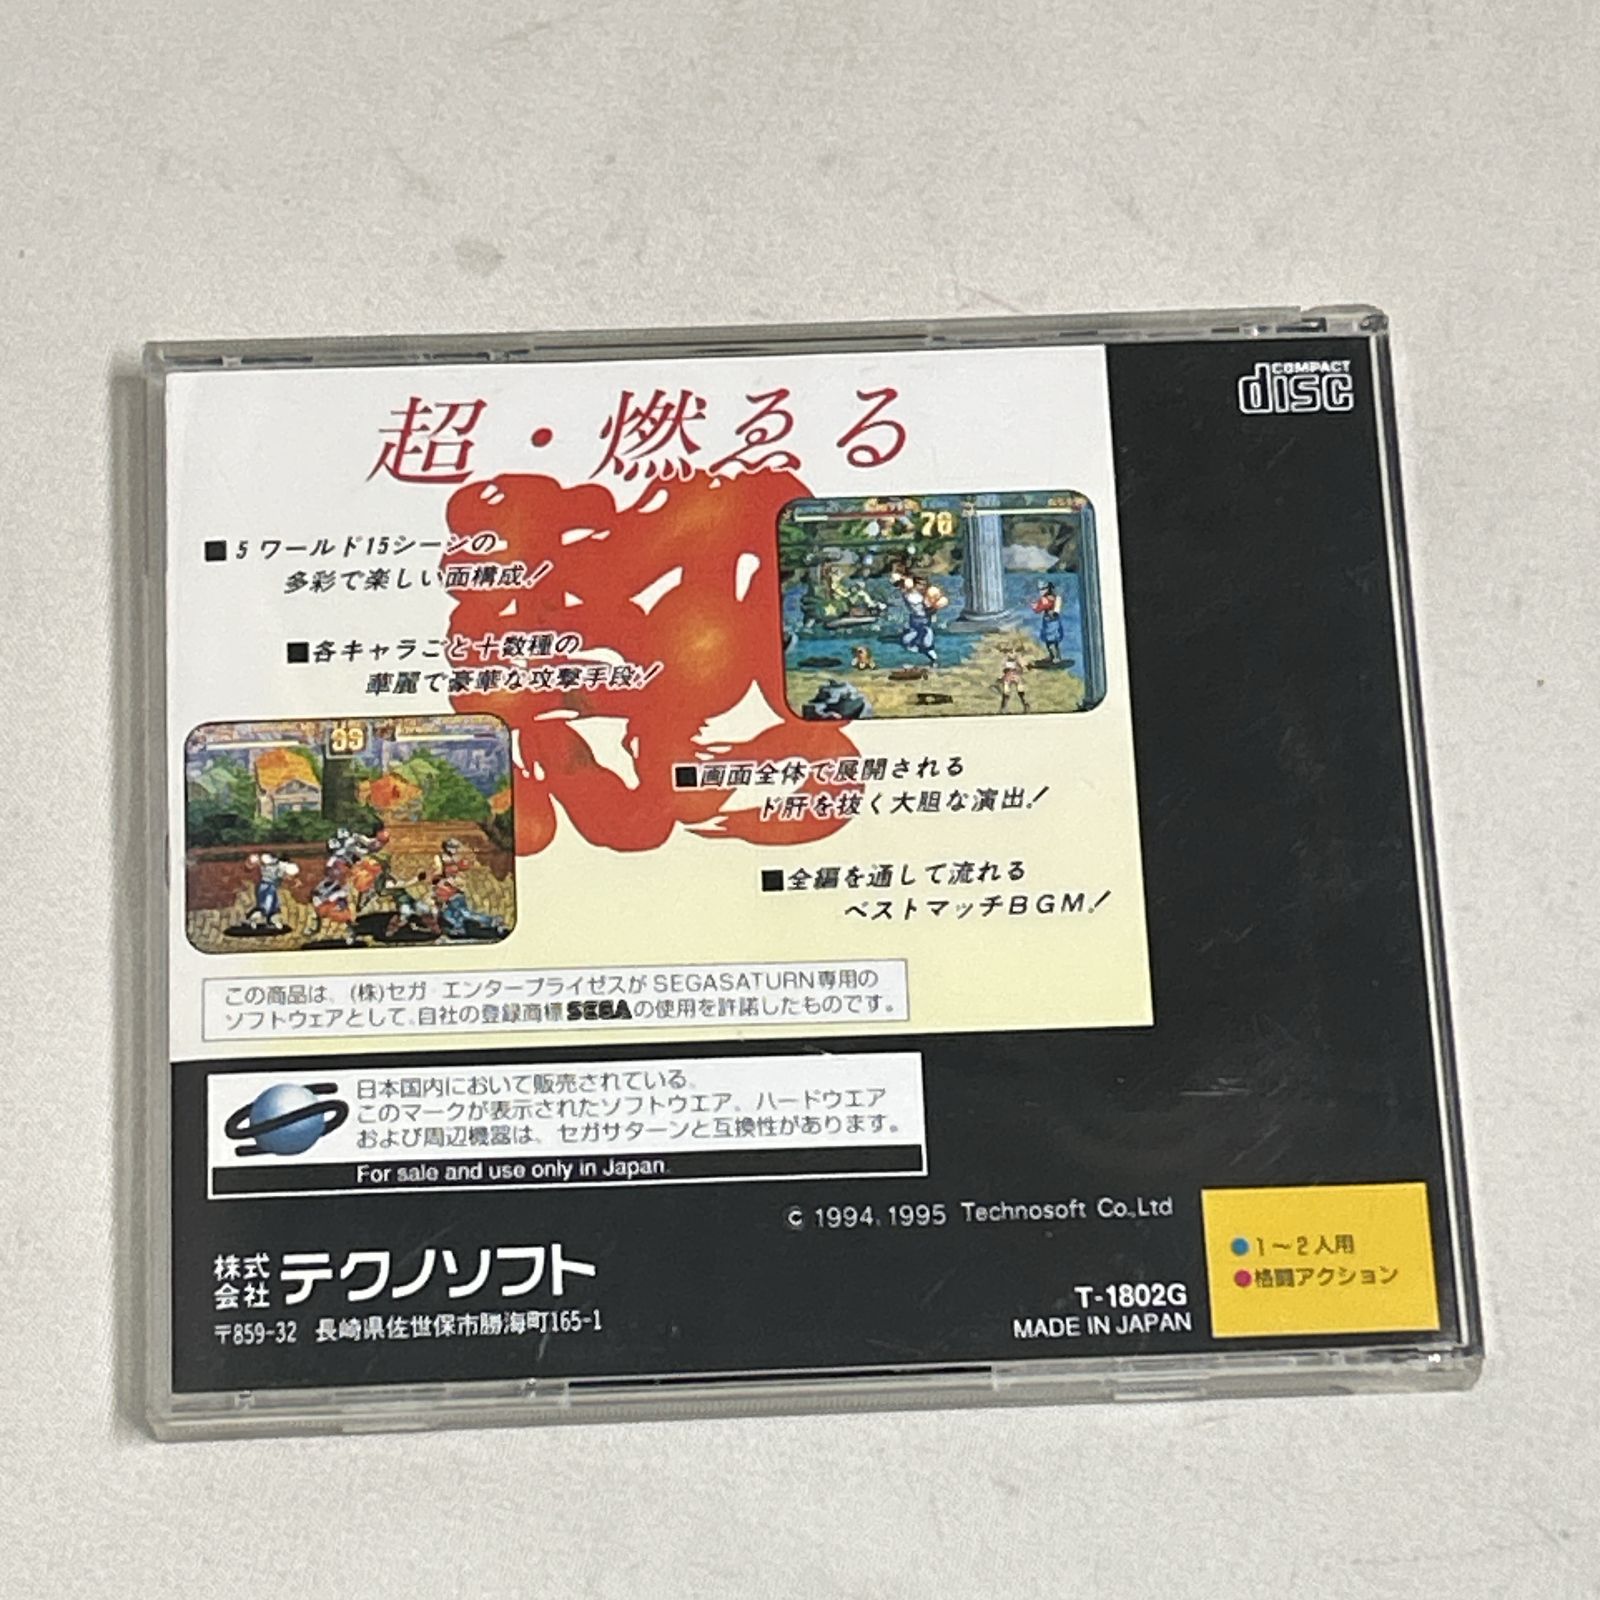 COMPACT
disc
超・燃ゑる
■5ワールド15シーンの
多彩で楽しい面構成!
■各キャラごと十数種の
華麗で豪華な攻撃手段!
70
99
■画面全体で展開される
ド肝を抜く大胆な演出!
■全編を通して流れる
ベストマッチBGM!
この商品は、(株)セガ エンタープライゼスがSEGASATURN専用の
ソフトウェアとして、自社の登録商標SEGAの使用を許諾したものです。
日本国内において販売されている、
このマークが表示されたソフトウエア、ハードウエア
および周辺機器は、セガサターンと互換性があります。
For sale and use only in Japan.
© 1994, 1995 Technosoft Co.,Ltd
株式会社テクノソフト
〒859-32 長崎県佐世保市勝海町165-1
T-1802G
MADE IN JAPAN
●1〜2人用
●格闘アクション